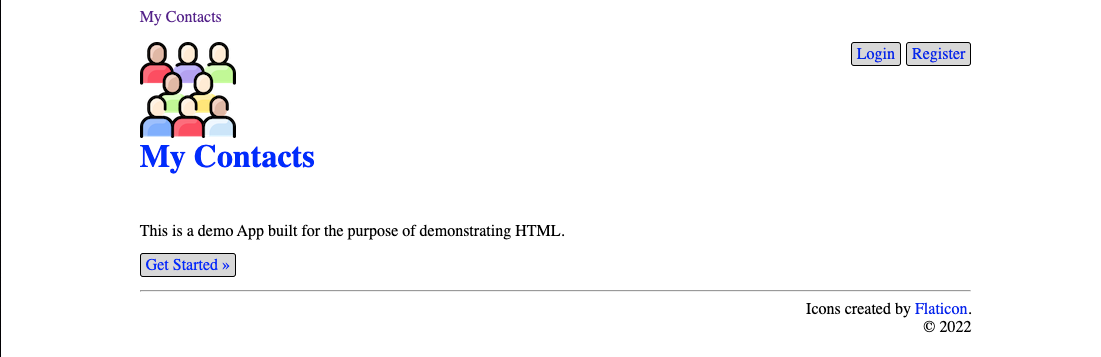 My Contacts
Login Register
My Contacts
This is a demo App built for the purpose of demonstrating HTML.
Get Started »
Icons created by Flaticon.
© 2022